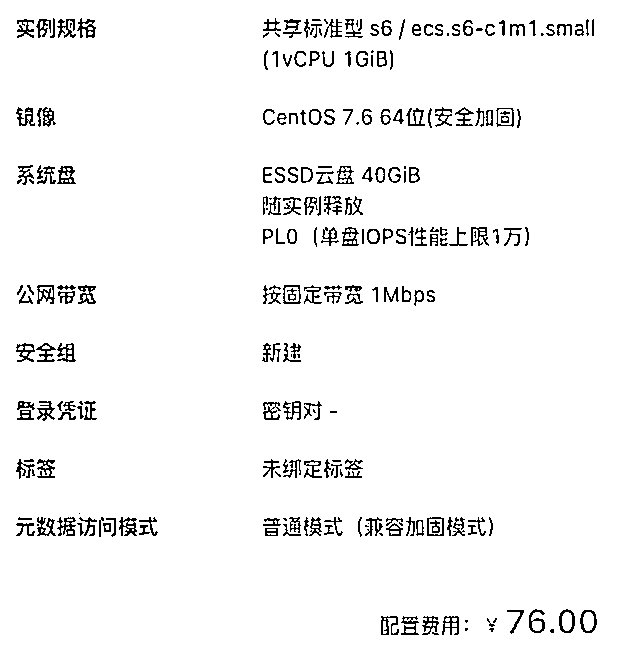 实例规格 共享标准型 s6 / ecs.s6-c1m1.small
(1vCPU 1GiB)
镜像 CentOS 7.6 64位(安全加固)
系统盘 ESSD云盘 40GiB
随实例释放
PL0（单盘IOPS性能上限1万）
公网带宽 按固定带宽 1Mbps
安全组 新建
登录凭证 密钥对 -
标签 未绑定标签
元数据访问模式 普通模式（兼容加固模式）
配置费用：¥ 76.00